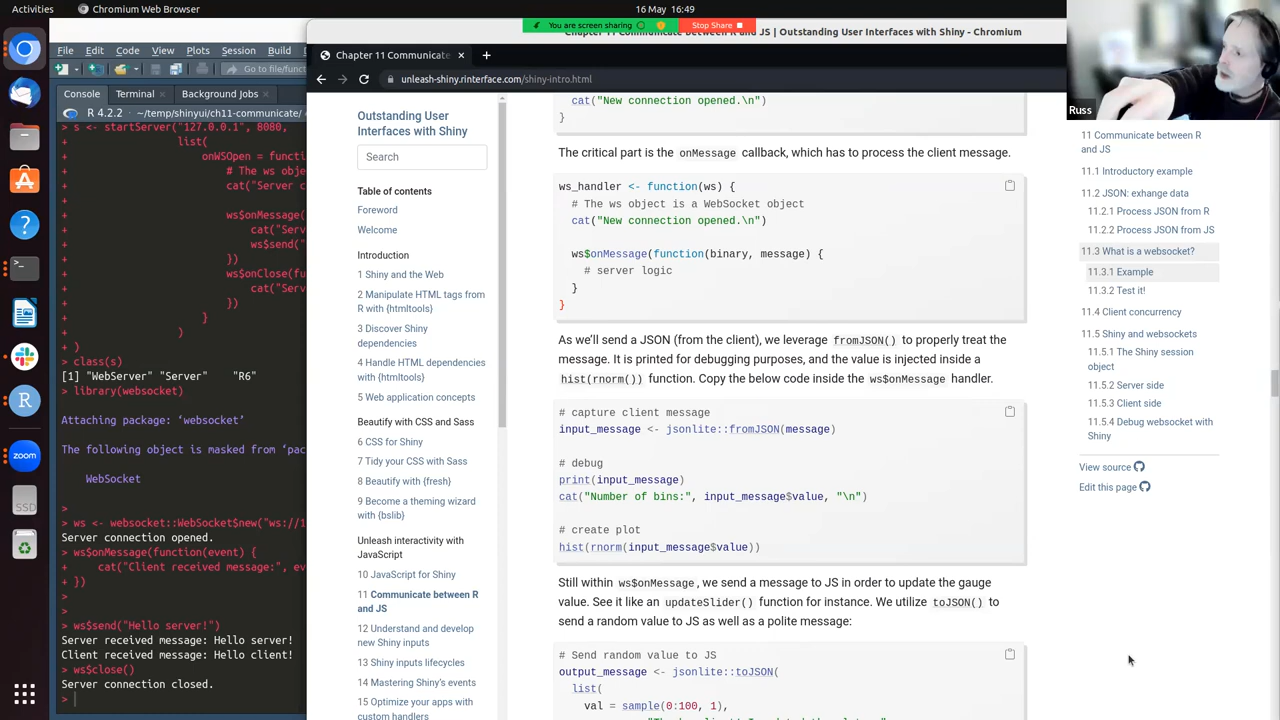 Activities
Chromium Web Browser
16 May 16:49
You are screen sharing
Stop Share
and JS | Outstanding User Interfaces with Shiny - Chromium
File Edit Code View Plots Session Build
Go to file/func
Console Terminal Background Jobs
R 4.2.2 · ~/temp/shinyui/ch11-communicate/
> s <- startServer("127.0.0.1", 8080,
+ list(
+ onWSOpen = functi
+ # The ws obje
+ cat("Server c
+
+ ws$onMessage(
+ cat("Serv
+ ws$send("
+ })
+ ws$onClose(fu
+ cat("Serv
+ })
+ }
+ )
+ )
> class(s)
[1] "WebServer" "Server" "R6"
> library(websocket)
Attaching package: ‘websocket’
The following object is masked from ‘pac
WebSocket
>
> ws <- websocket::WebSocket$new("ws://1
Server connection opened.
> ws$onMessage(function(event) {
+ cat("Client received message:", ev
+ })
>
>
> ws$send("Hello server!")
Server received message: Hello server!
Client received message: Hello client!
> ws$close()
Server connection closed.
>
SSD
zoom
Chapter 11 Communicate
unleash-shiny.rinterface.com/shiny-intro.html
Outstanding User
Interfaces with Shiny
Search
Table of contents
Foreword
Welcome
Introduction
1 Shiny and the Web
2 Manipulate HTML tags from
R with {htmltools}
3 Discover Shiny
dependencies
4 Handle HTML dependencies
with {htmltools}
5 Web application concepts
Beautify with CSS and Sass
6 CSS for Shiny
7 Tidy your CSS with Sass
8 Beautify with {fresh}
9 Become a theming wizard
with {bslib}
Unleash interactivity with
JavaScript
10 JavaScript for Shiny
11 Communicate between R
and JS
12 Understand and develop
new Shiny inputs
13 Shiny inputs lifecycles
14 Mastering Shiny's events
15 Optimize your apps with
custom handlers
cat("New connection opened.\n")
}
The critical part is the onMessage callback, which has to process the client message.
ws_handler <- function(ws) {
# The ws object is a WebSocket object
cat("New connection opened.\n")
ws$onMessage(function(binary, message) {
# server logic
}
}
As we'll send a JSON (from the client), we leverage fromJSON() to properly treat the
message. It is printed for debugging purposes, and the value is injected inside a
hist(rnorm()) function. Copy the below code inside the ws$onMessage handler.
# capture client message
input_message <- jsonlite::fromJSON(message)
# debug
print(input_message)
cat("Number of bins:", input_message$value, "\n")
# create plot
hist(rnorm(input_message$value))
Still within ws$onMessage, we send a message to JS in order to update the gauge
value. See it like an updateSlider() function for instance. We utilize toJSON() to
send a random value to JS as well as a polite message:
# Send random value to JS
output_message <- jsonlite::toJSON(
list(
val = sample(0:100, 1),
Russ
11 Communicate between R
and JS
11.1 Introductory example
11.2 JSON: exhange data
11.2.1 Process JSON from R
11.2.2 Process JSON from JS
11.3 What is a websocket?
11.3.1 Example
11.3.2 Test it!
11.4 Client concurrency
11.5 Shiny and websockets
11.5.1 The Shiny session
object
11.5.2 Server side
11.5.3 Client side
11.5.4 Debug websocket with
Shiny
View source
Edit this page